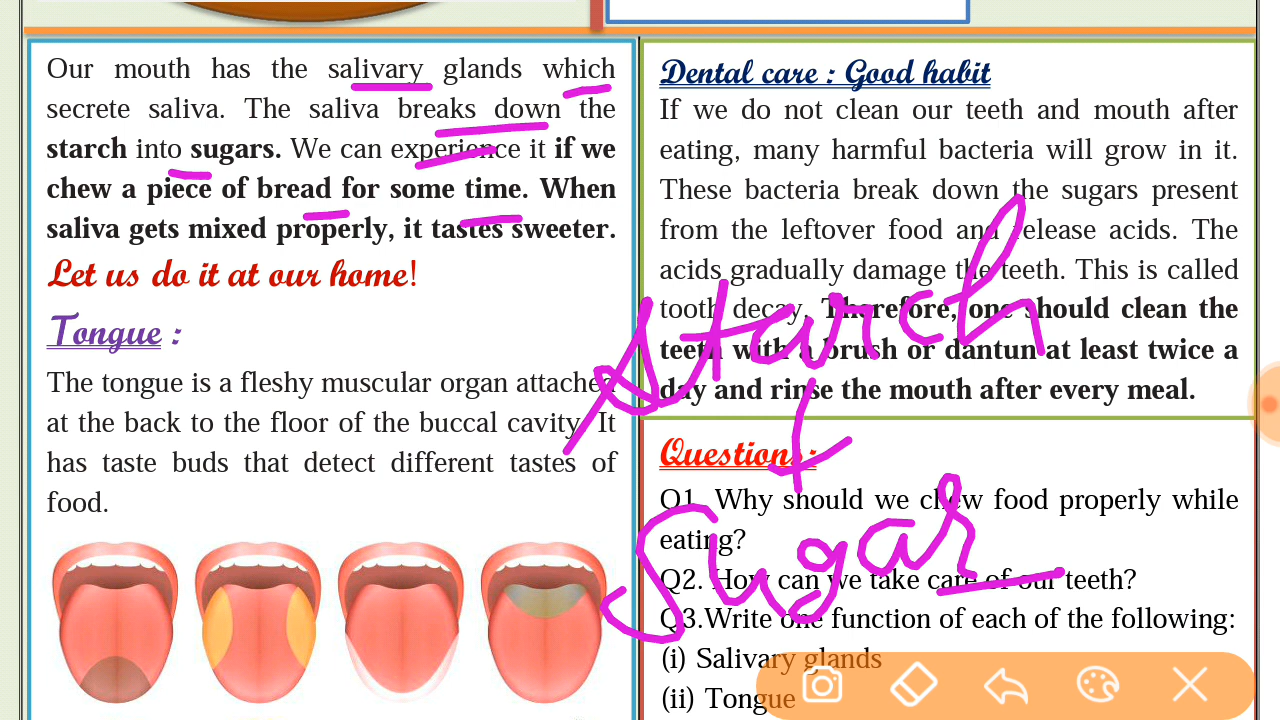 Our mouth has the salivary glands which
secrete saliva. The saliva breaks down the
starch into sugars. We can experience it if we
chew a piece of bread for some time. When
saliva gets mixed properly, it tastes sweeter.
Let us do it at our home!
Tongue :
The tongue is a fleshy muscular organ attached
at the back to the floor of the buccal cavity. It
has taste buds that detect different tastes of
food.
Dental care : Good habit
If we do not clean our teeth and mouth after
eating, many harmful bacteria will grow in it.
These bacteria break down the sugars present
from the leftover food and release acids. The
acids gradually damage the teeth. This is called
tooth decay. Therefore, one should clean the
teeth with a brush or dantun at least twice a
day and rinse the mouth after every meal.
Questions:
Q1. Why should we chew food properly while
eating?
Q2. How can we take care of our teeth?
Q3.Write one function of each of the following:
(i) Salivary glands
(ii) Tongue
Starch
Sugar